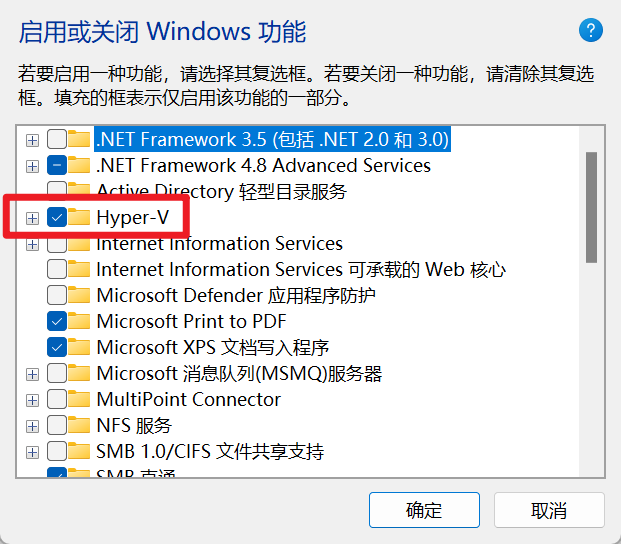 启用或关闭 Windows 功能
?
若要启用一种功能，请选择其复选框。若要关闭一种功能，请清除其复选
框。填充的框表示仅启用该功能的一部分。
.NET Framework 3.5 (包括 .NET 2.0 和 3.0)
.NET Framework 4.8 Advanced Services
Active Directory 轻型目录服务
Hyper-V
Internet Information Services
Internet Information Services 可承载的 Web 核心
Microsoft Defender 应用程序防护
Microsoft Print to PDF
Microsoft XPS 文档写入程序
Microsoft 消息队列(MSMQ)服务器
MultiPoint Connector
NFS 服务
SMB 1.0/CIFS 文件共享支持
SMB 直通
确定
取消